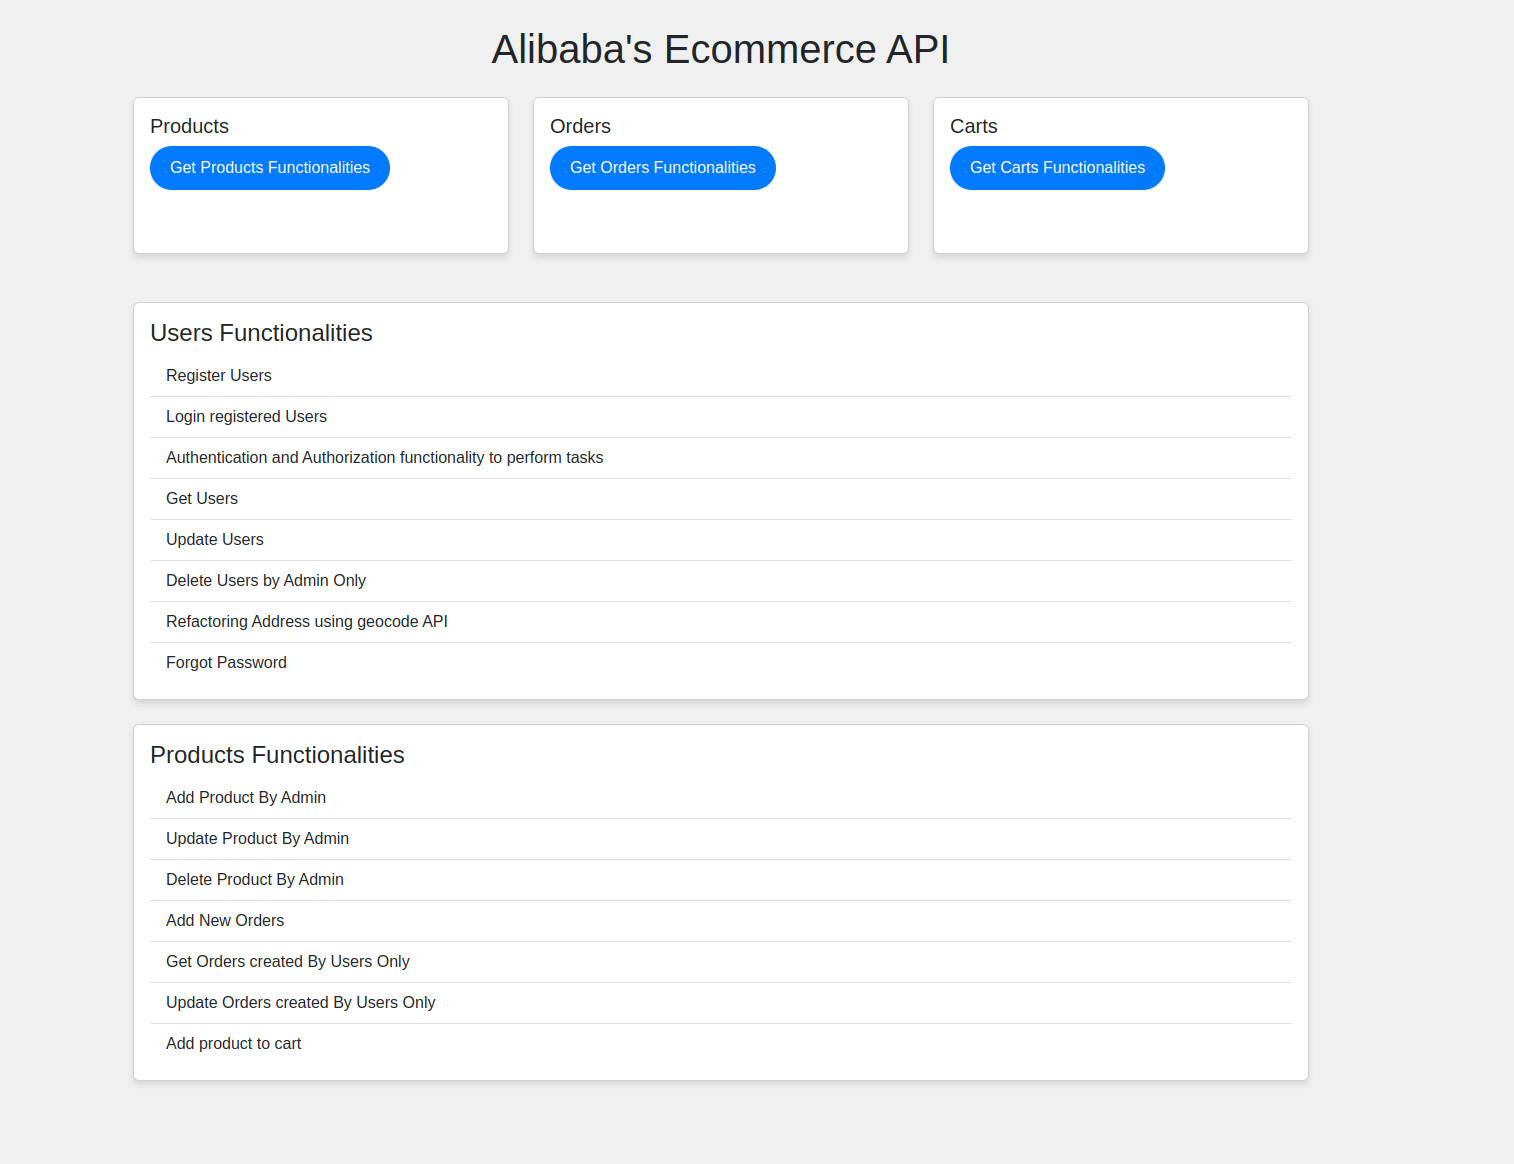 Alibaba's Ecommerce API
Products
Get Products Functionalities
Orders
Get Orders Functionalities
Carts
Get Carts Functionalities
Users Functionalities
Register Users
Login registered Users
Authentication and Authorization functionality to perform tasks
Get Users
Update Users
Delete Users by Admin Only
Refactoring Address using geocode API
Forgot Password
Products Functionalities
Add Product By Admin
Update Product By Admin
Delete Product By Admin
Add New Orders
Get Orders created By Users Only
Update Orders created By Users Only
Add product to cart